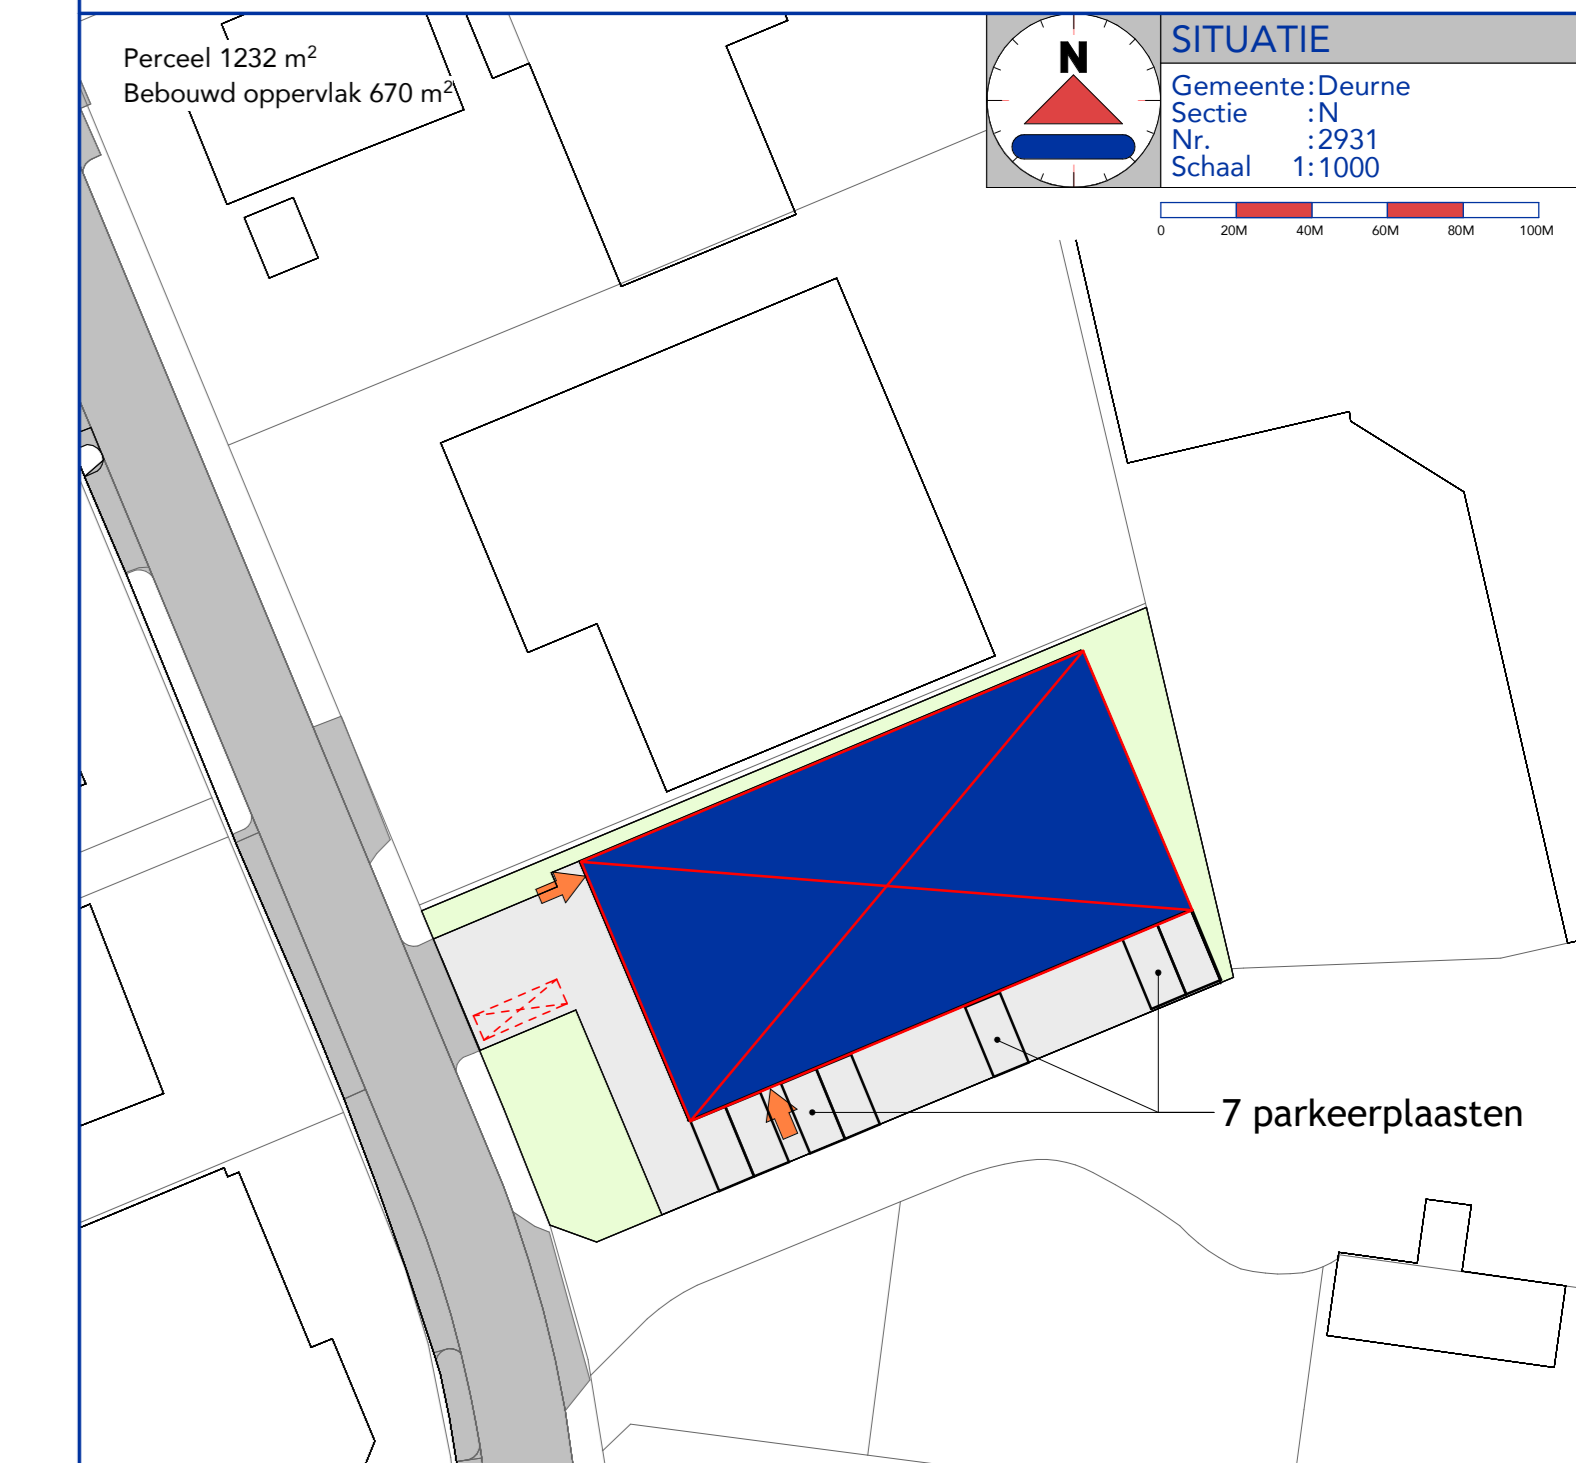 Perceel 1232 m²
Bebouwd oppervlak 670 m²
N
SITUATIE
Gemeente:Deurne
Sectie :N
Nr. :2931
Schaal 1:1000
0 20M 40M 60M 80M 100M
7 parkeerplaasten